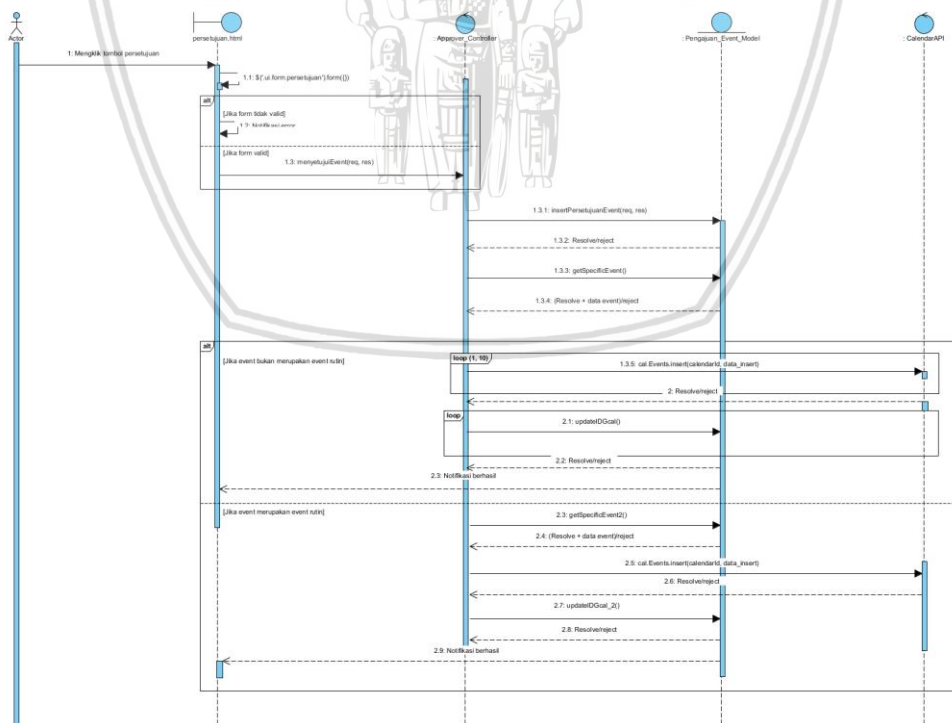 Actor
persetujuan.html
: Approver_Controller
: Pengajuan_Event_Model
: CalendarAPI
1: Mengklik tombol persetujuan
1.1: $('.ui.form.persetujuan').form({})
alt
[Jika form tidak valid]
1.2: Notifikasi error
[Jika form valid]
1.3: menyetujuiEvent(req, res)
1.3.1: insertPersetujuanEvent(req, res)
1.3.2: Resolve/reject
1.3.3: getSpecificEvent()
1.3.4: (Resolve + data event)/reject
alt
[Jika event bukan merupakan event rutin]
loop (1, 10)
1.3.5: cal.Events.insert(calendarId, data_insert)
2: Resolve/reject
loop
2.1: updateIDGcal()
2.2: Resolve/reject
2.3: Notifikasi berhasil
[Jika event merupakan event rutin]
2.3: getSpecificEvent2()
2.4: (Resolve + data event)/reject
2.5: cal.Events.insert(calendarId, data_insert)
2.6: Resolve/reject
2.7: updateIDGcal_2()
2.8: Resolve/reject
2.9: Notifikasi berhasil